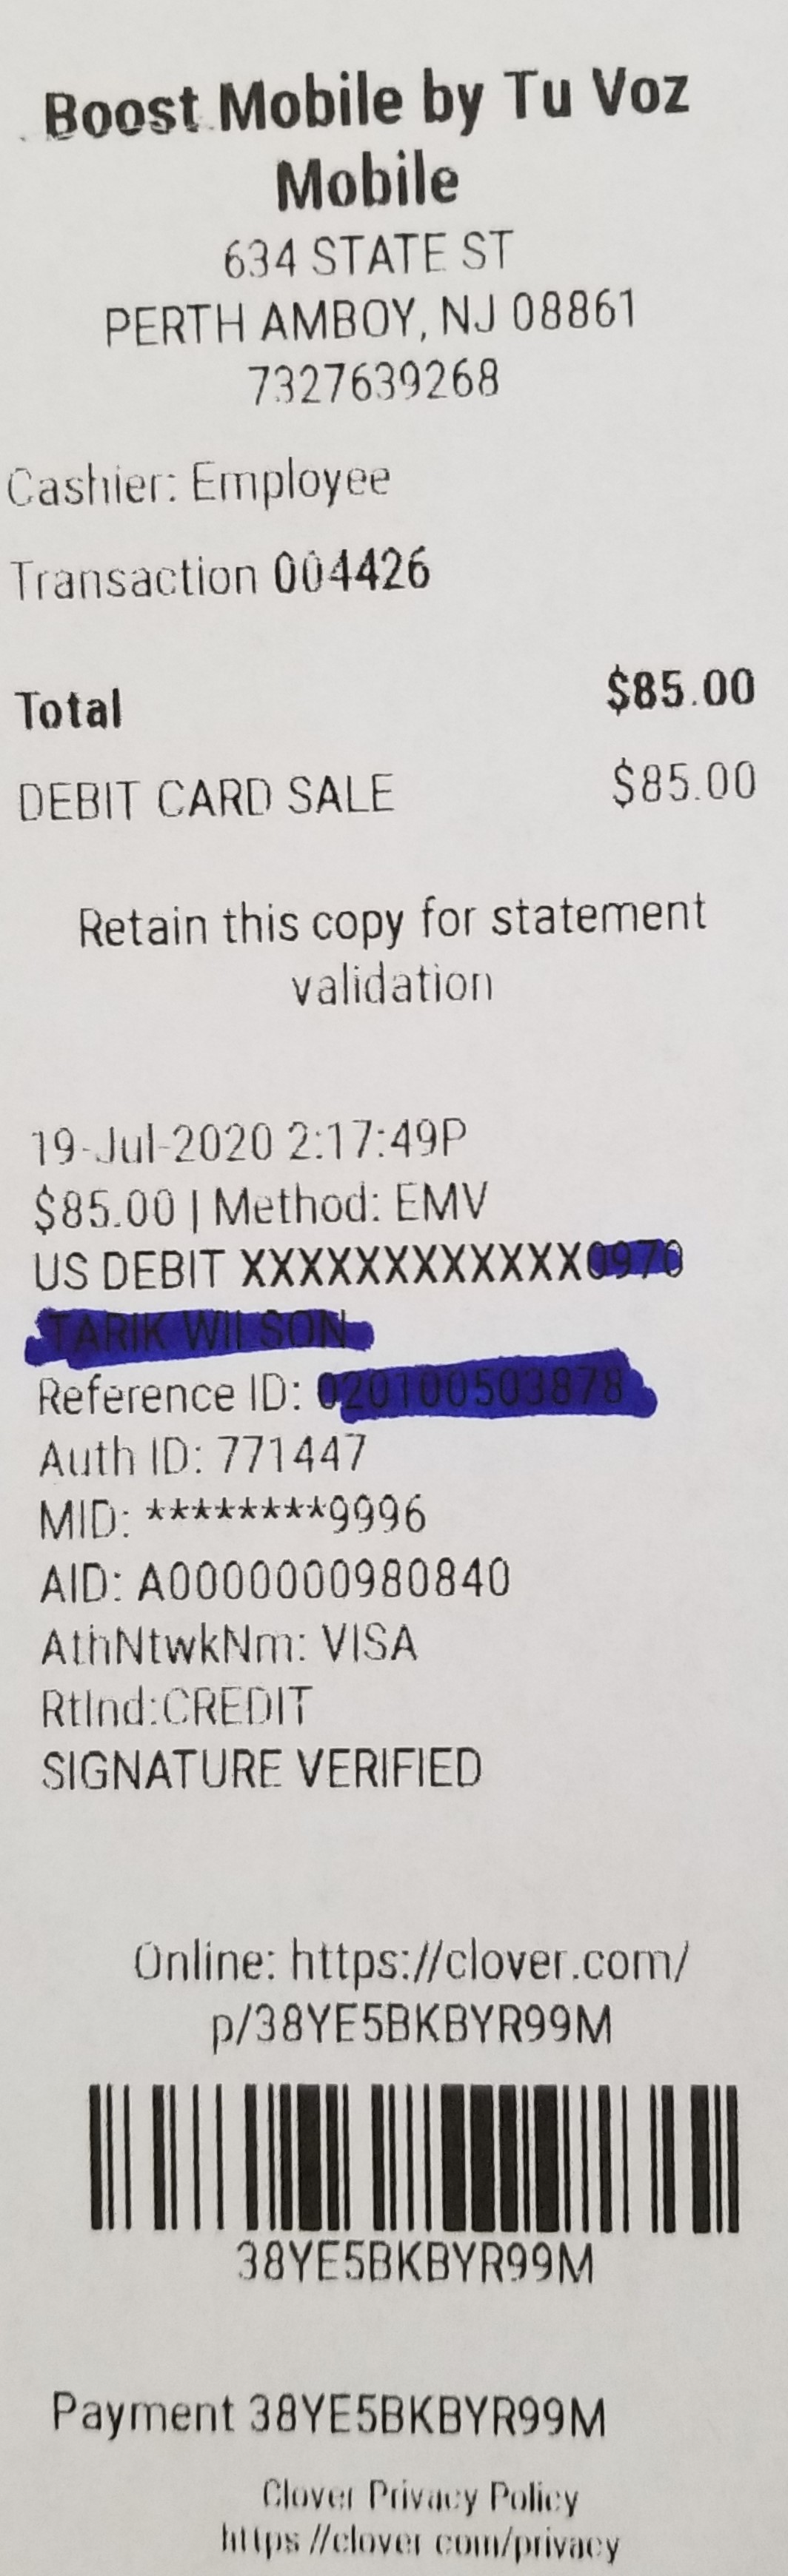 Boost Mobile by Tu Voz
Mobile
634 STATE ST
PERTH AMBOY, NJ 08861
7327639268
Cashier: Employee
Transaction 004426
Total $85.00
DEBIT CARD SALE $85.00
Retain this copy for statement
validation
19-Jul-2020 2:17:49P
$85.00 | Method: EMV
US DEBIT XXXXXXXXXXXX
Reference ID:
Auth ID: 771447
MID: ********9996
AID: A0000000980840
AthNtwkNm: VISA
RtInd:CREDIT
SIGNATURE VERIFIED
Online: https://clover.com/
p/38YE5BKBYR99M
38YE5BKBYR99M
Payment 38YE5BKBYR99M
Clover Privacy Policy
https://clover.com/privacy